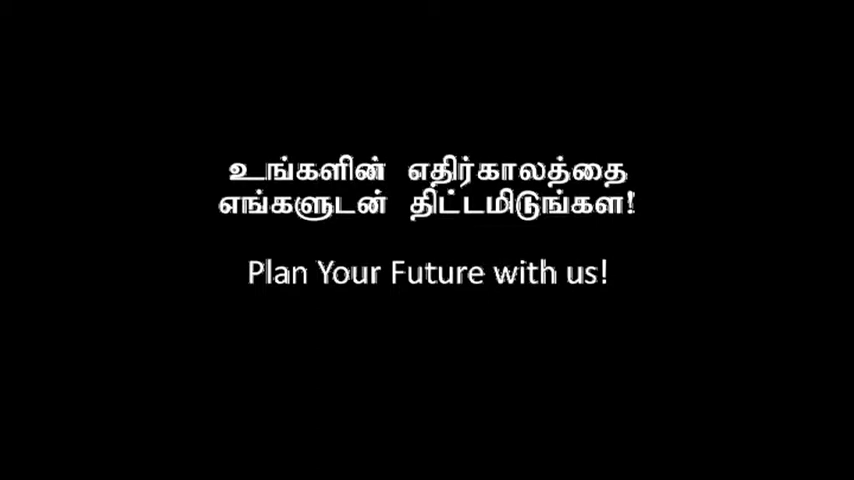 உங்களின் எதிர்காலத்தை
எங்களுடன் திட்டமிடுங்கள!
Plan Your Future with us!